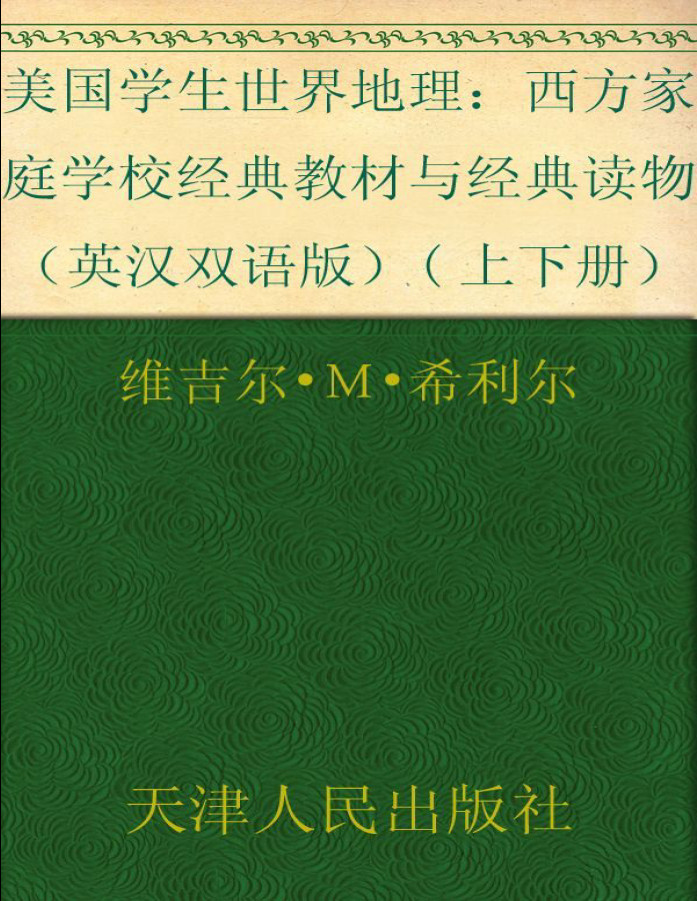 美国学生世界地理：西方家
庭学校经典教材与经典读物
（英汉双语版）（上下册）
维吉尔•M•希利尔
天津人民出版社